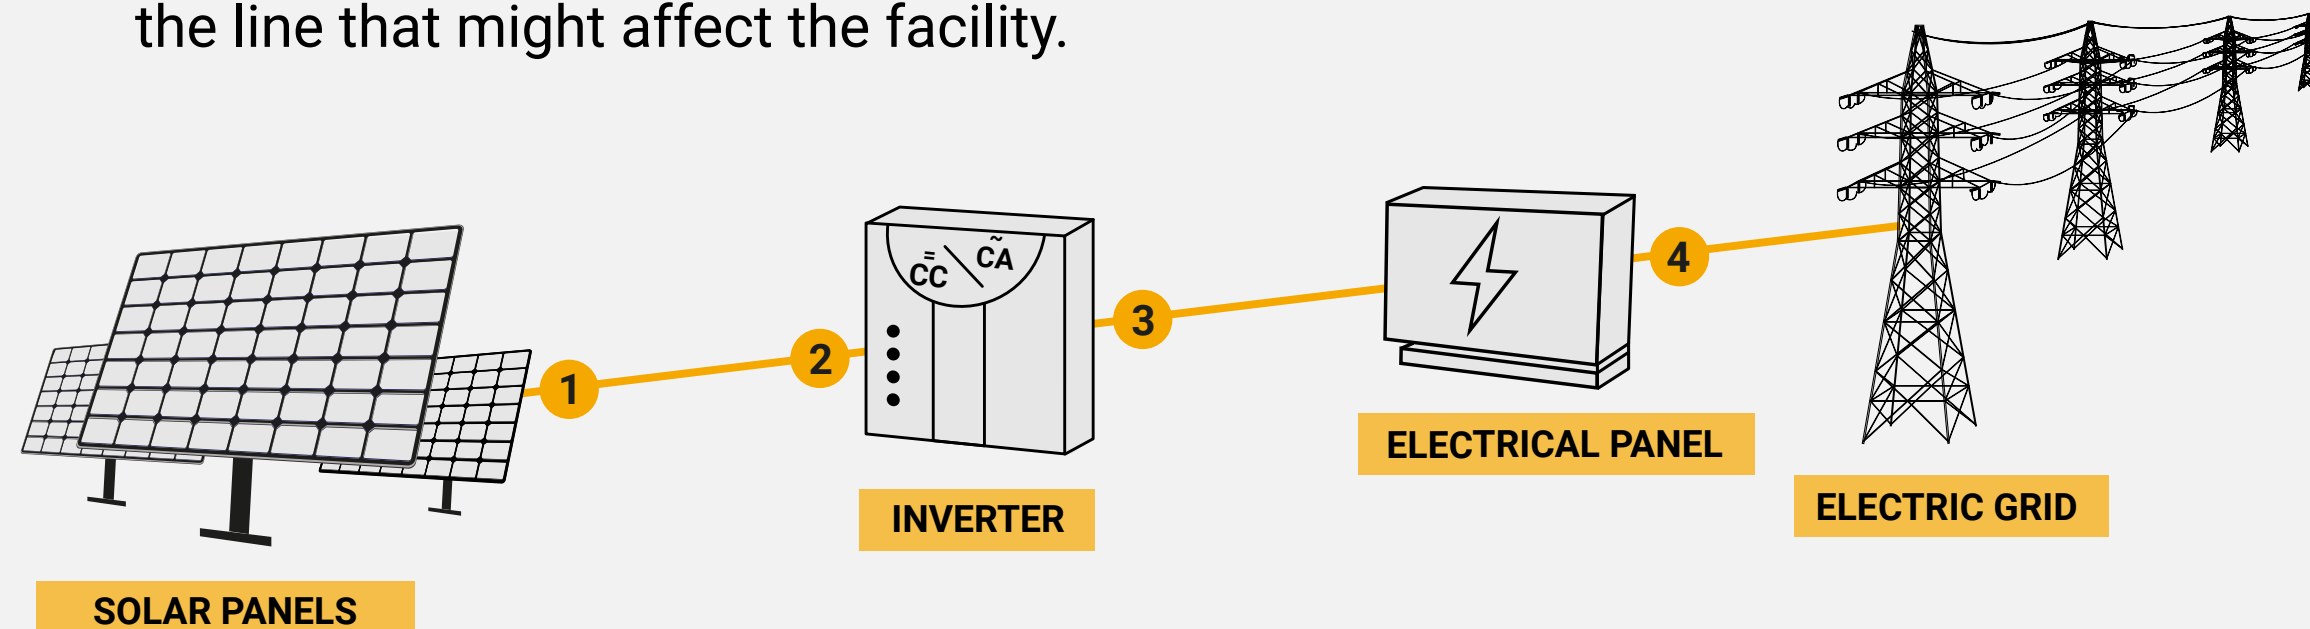 the line that might affect the facility.
=
CC
~
CA
1
2
3
4
ELECTRICAL PANEL
INVERTER
ELECTRIC GRID
SOLAR PANELS